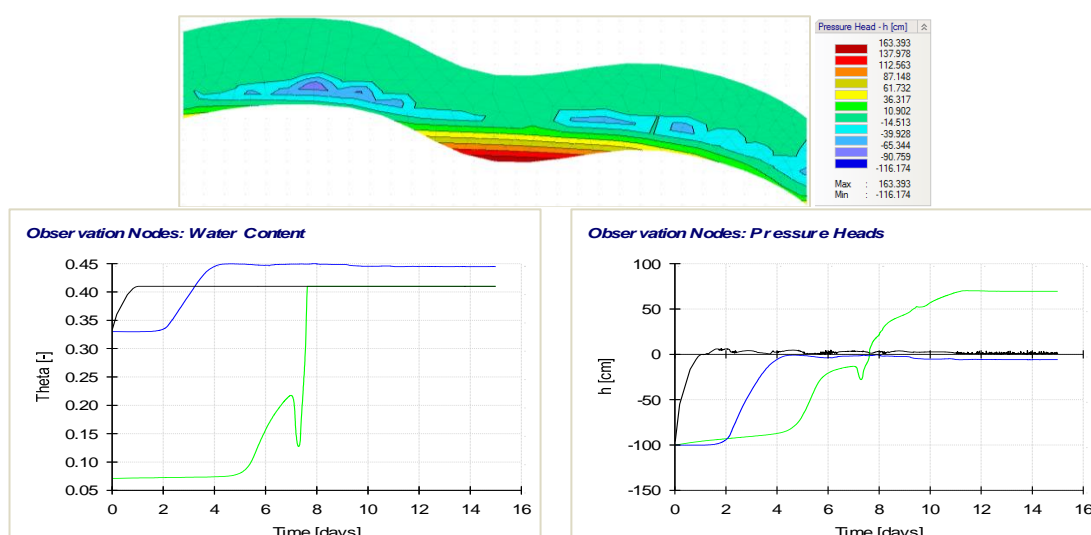 Pressure Head - h [cm]
163.393
137.978
112.563
87.148
61.732
36.317
10.902
-14.513
-39.928
-65.344
-90.759
-116.174
Max : 163.393
Min : -116.174
Observation Nodes: Water Content
0.45
0.40
0.35
0.30
0.25
0.20
0.15
0.10
0.05
Theta [-]
0 2 4 6 8 10 12 14 16
Time [days]
Observation Nodes: Pressure Heads
100
50
0
-50
-100
-150
h [cm]
0 2 4 6 8 10 12 14 16
Time [days]